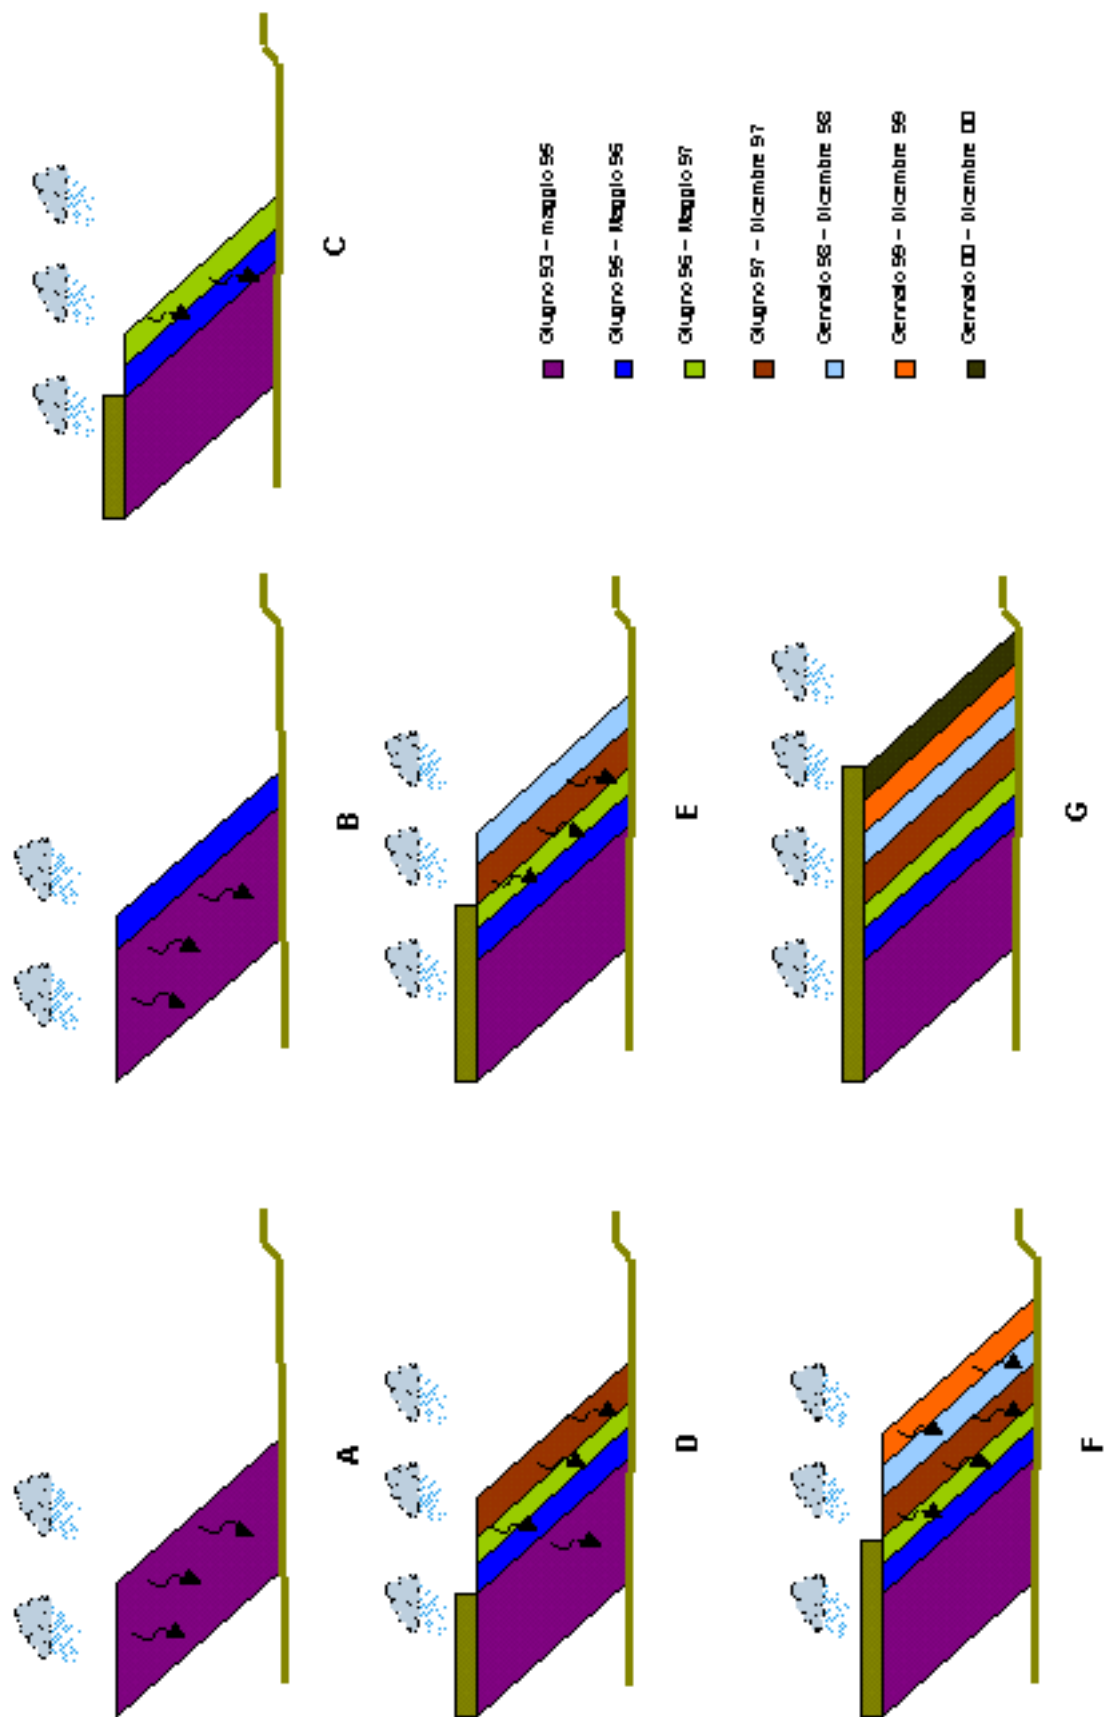 A
B
C
D
E
Giugno 93 – maggio 95
Giugno 95 – Maggio 96
Giugno 96 – Maggio 97
Giugno 97 – Dicembre 97
Gennaio 98 – Dicembre 98
Gennaio 99 – Dicembre 99
Gennaio 00 – Dicembre 00
F
G